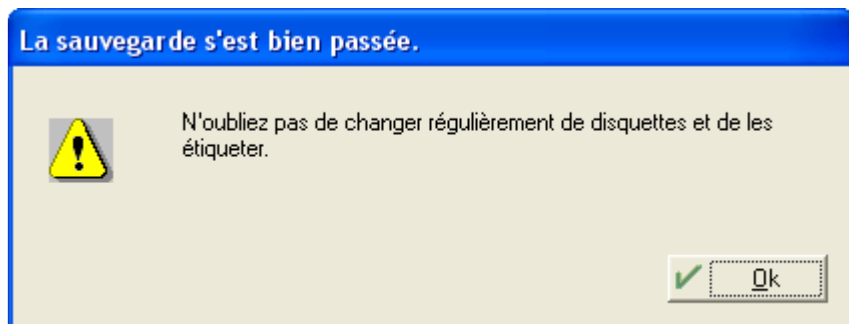 La sauvegarde s'est bien passée.
N'oubliez pas de changer régulièrement de disquettes et de les
étiqueter.
Ok